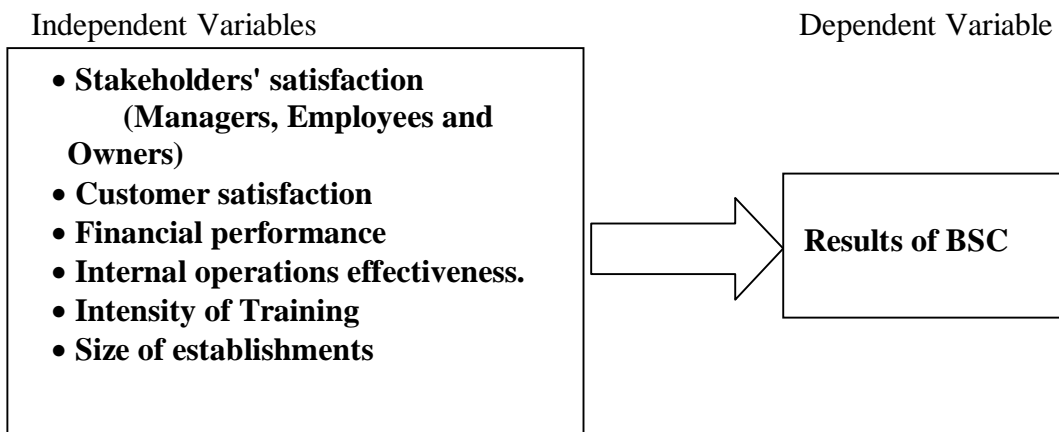 Independent Variables
Dependent Variable
• Stakeholders' satisfaction
(Managers, Employees and
Owners)
• Customer satisfaction
• Financial performance
• Internal operations effectiveness.
• Intensity of Training
• Size of establishments
Results of BSC